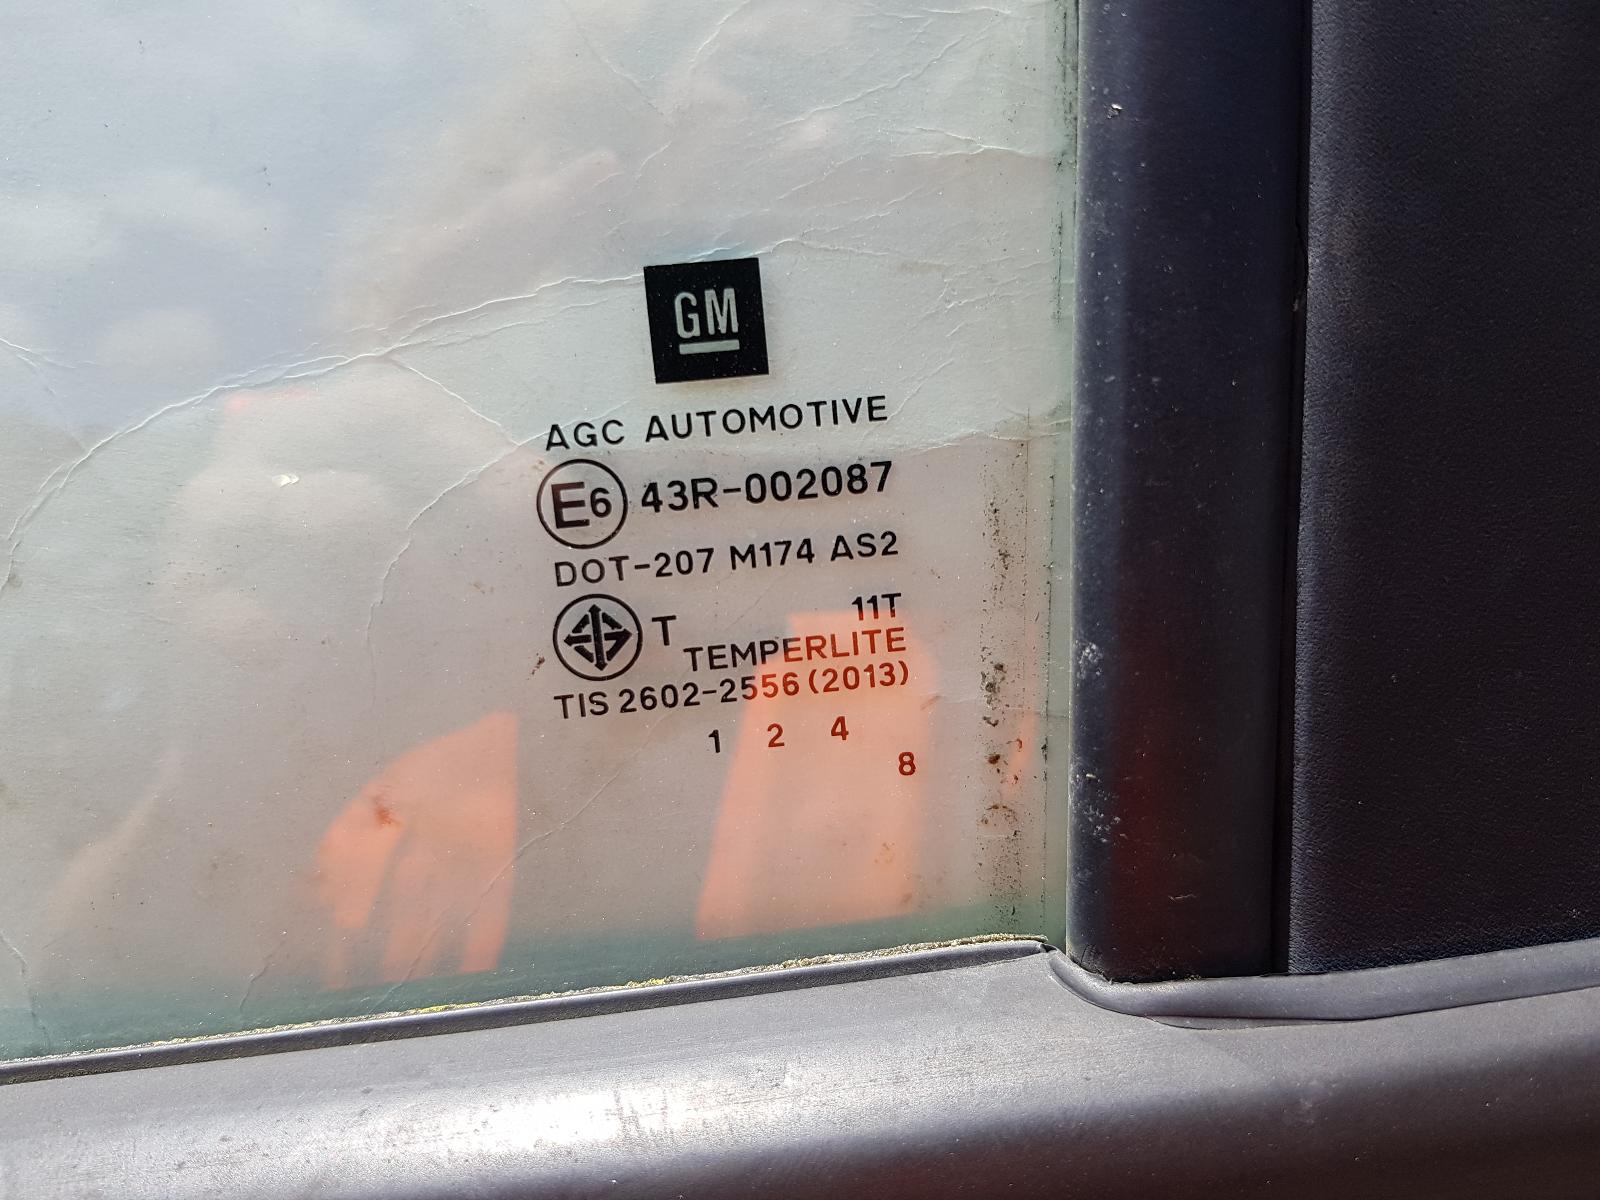 GM
AGC AUTOMOTIVE
E6 43R-002087
DOT-207 M174 AS2
T 11T
TEMPERLITE
TIS 2602-2556 (2013)
1 2 4
8